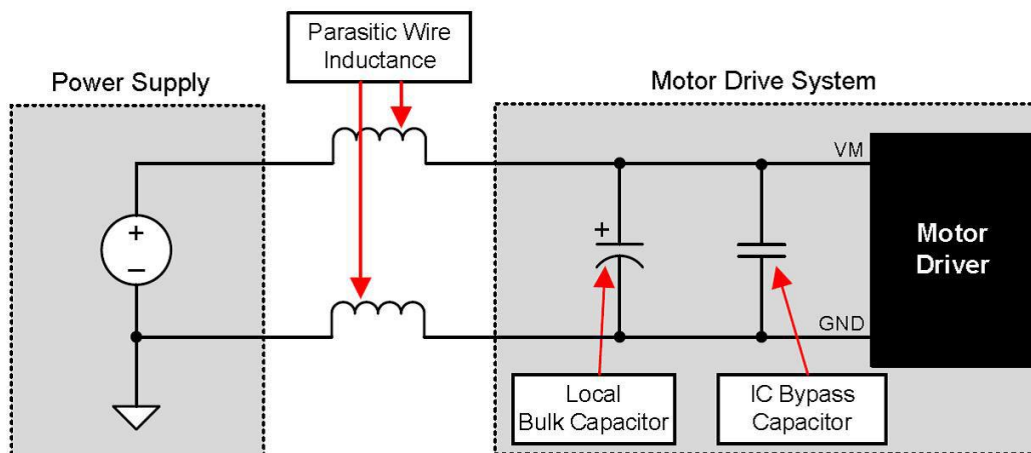 Parasitic Wire
Inductance
Power Supply
Motor Drive System
VM
+
+
−
Motor
Driver
GND
Local
Bulk Capacitor
IC Bypass
Capacitor